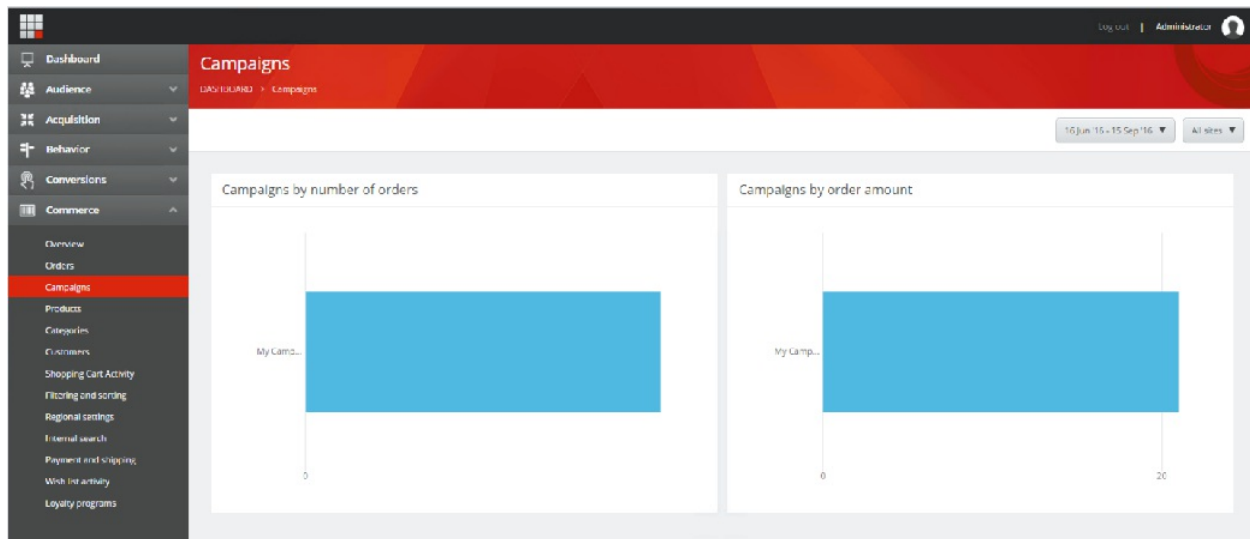 Log out | Administrator
Dashboard
Audience
Acquisition
Behavior
Conversions
Commerce
Overview
Orders
Campaigns
Products
Categories
Customers
Shopping Cart Activity
Filtering and sorting
Regional settings
Internal search
Payment and shipping
Wish list activity
Loyalty programs
Campaigns
DASHBOARD > Campaigns
16 Jun '16 - 15 Sep '16 ▼ All sites ▼
Campaigns by number of orders
My Camp...
0
Campaigns by order amount
My Camp...
0 20